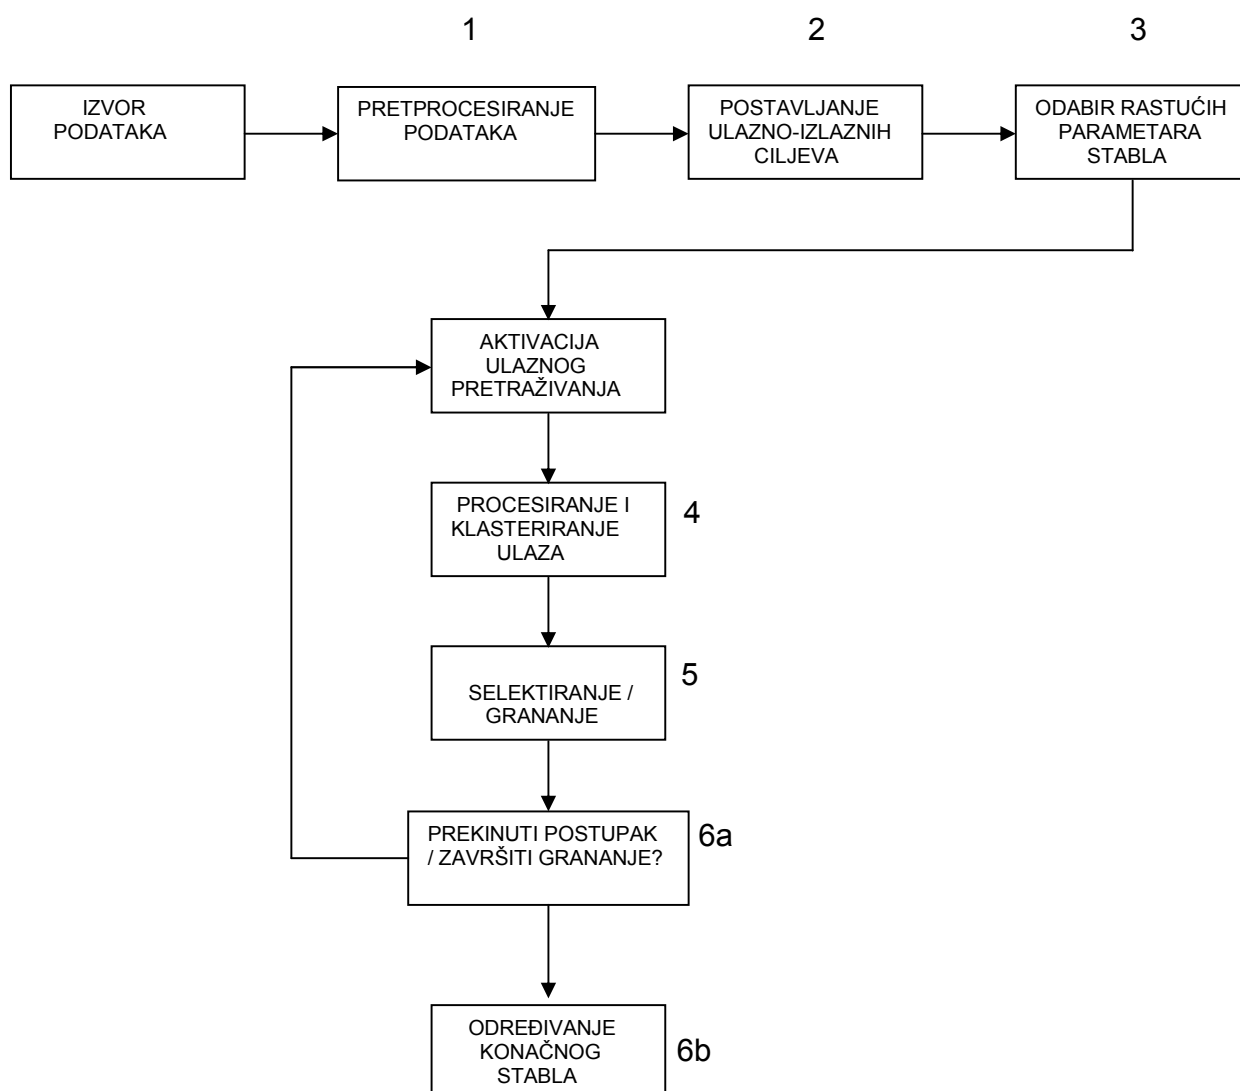 1
2
3
IZVOR
PODATAKA
PRETPROCESIRANJE
PODATAKA
POSTAVLJANJE
ULAZNO-IZLAZNIH
CILJEVA
ODABIR RASTUĆIH
PARAMETARA
STABLA
AKTIVACIJA
ULAZNOG
PRETRAŽIVANJA
PROCESIRANJE I
KLASTERIRANJE
ULAZA
4
SELEKTIRANJE /
GRANANJE
5
PREKINUTI POSTUPAK
/ ZAVRŠITI GRANANJE?
6a
ODREĐIVANJE
KONAČNOG
STABLA
6b